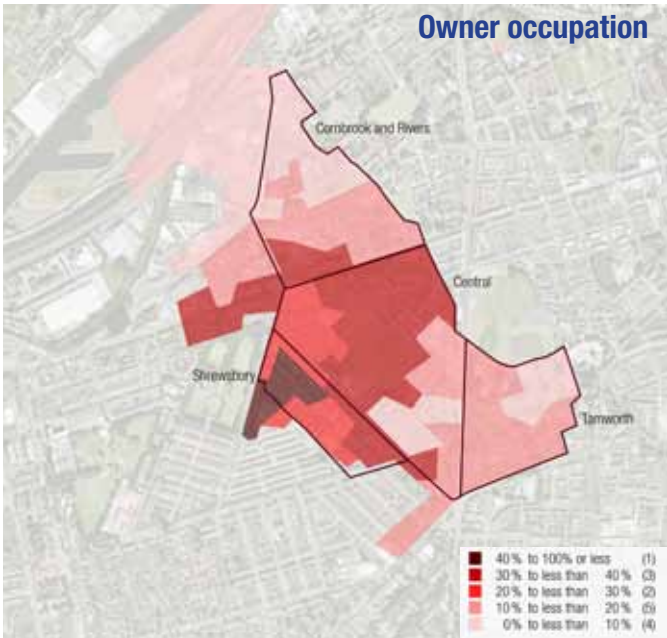 Owner occupation
Cornbrook and Rivers
Central
Shrewsbury
Tamworth
40% to 100% or less (1)
30% to less than 40% (3)
20% to less than 30% (2)
10% to less than 20% (5)
0% to less than 10% (4)